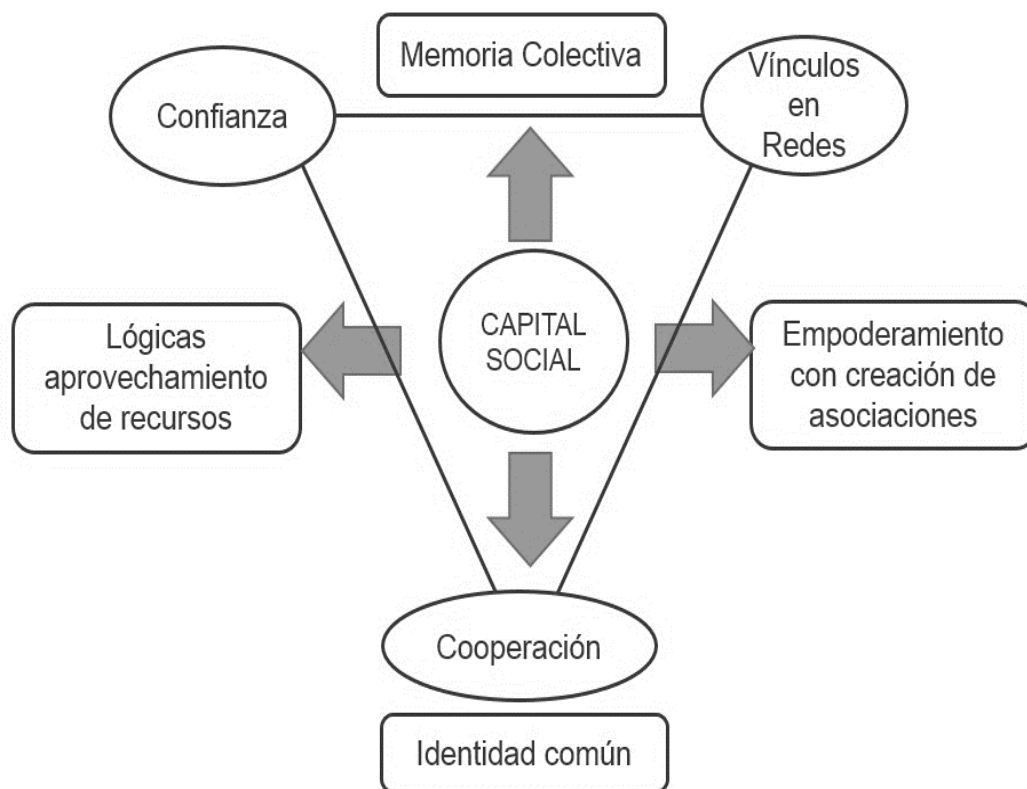 Memoria Colectiva
Confianza
Vínculos
en
Redes
CAPITAL
SOCIAL
Lógicas
aprovechamiento
de recursos
Empoderamiento
con creación de
asociaciones
Cooperación
Identidad común